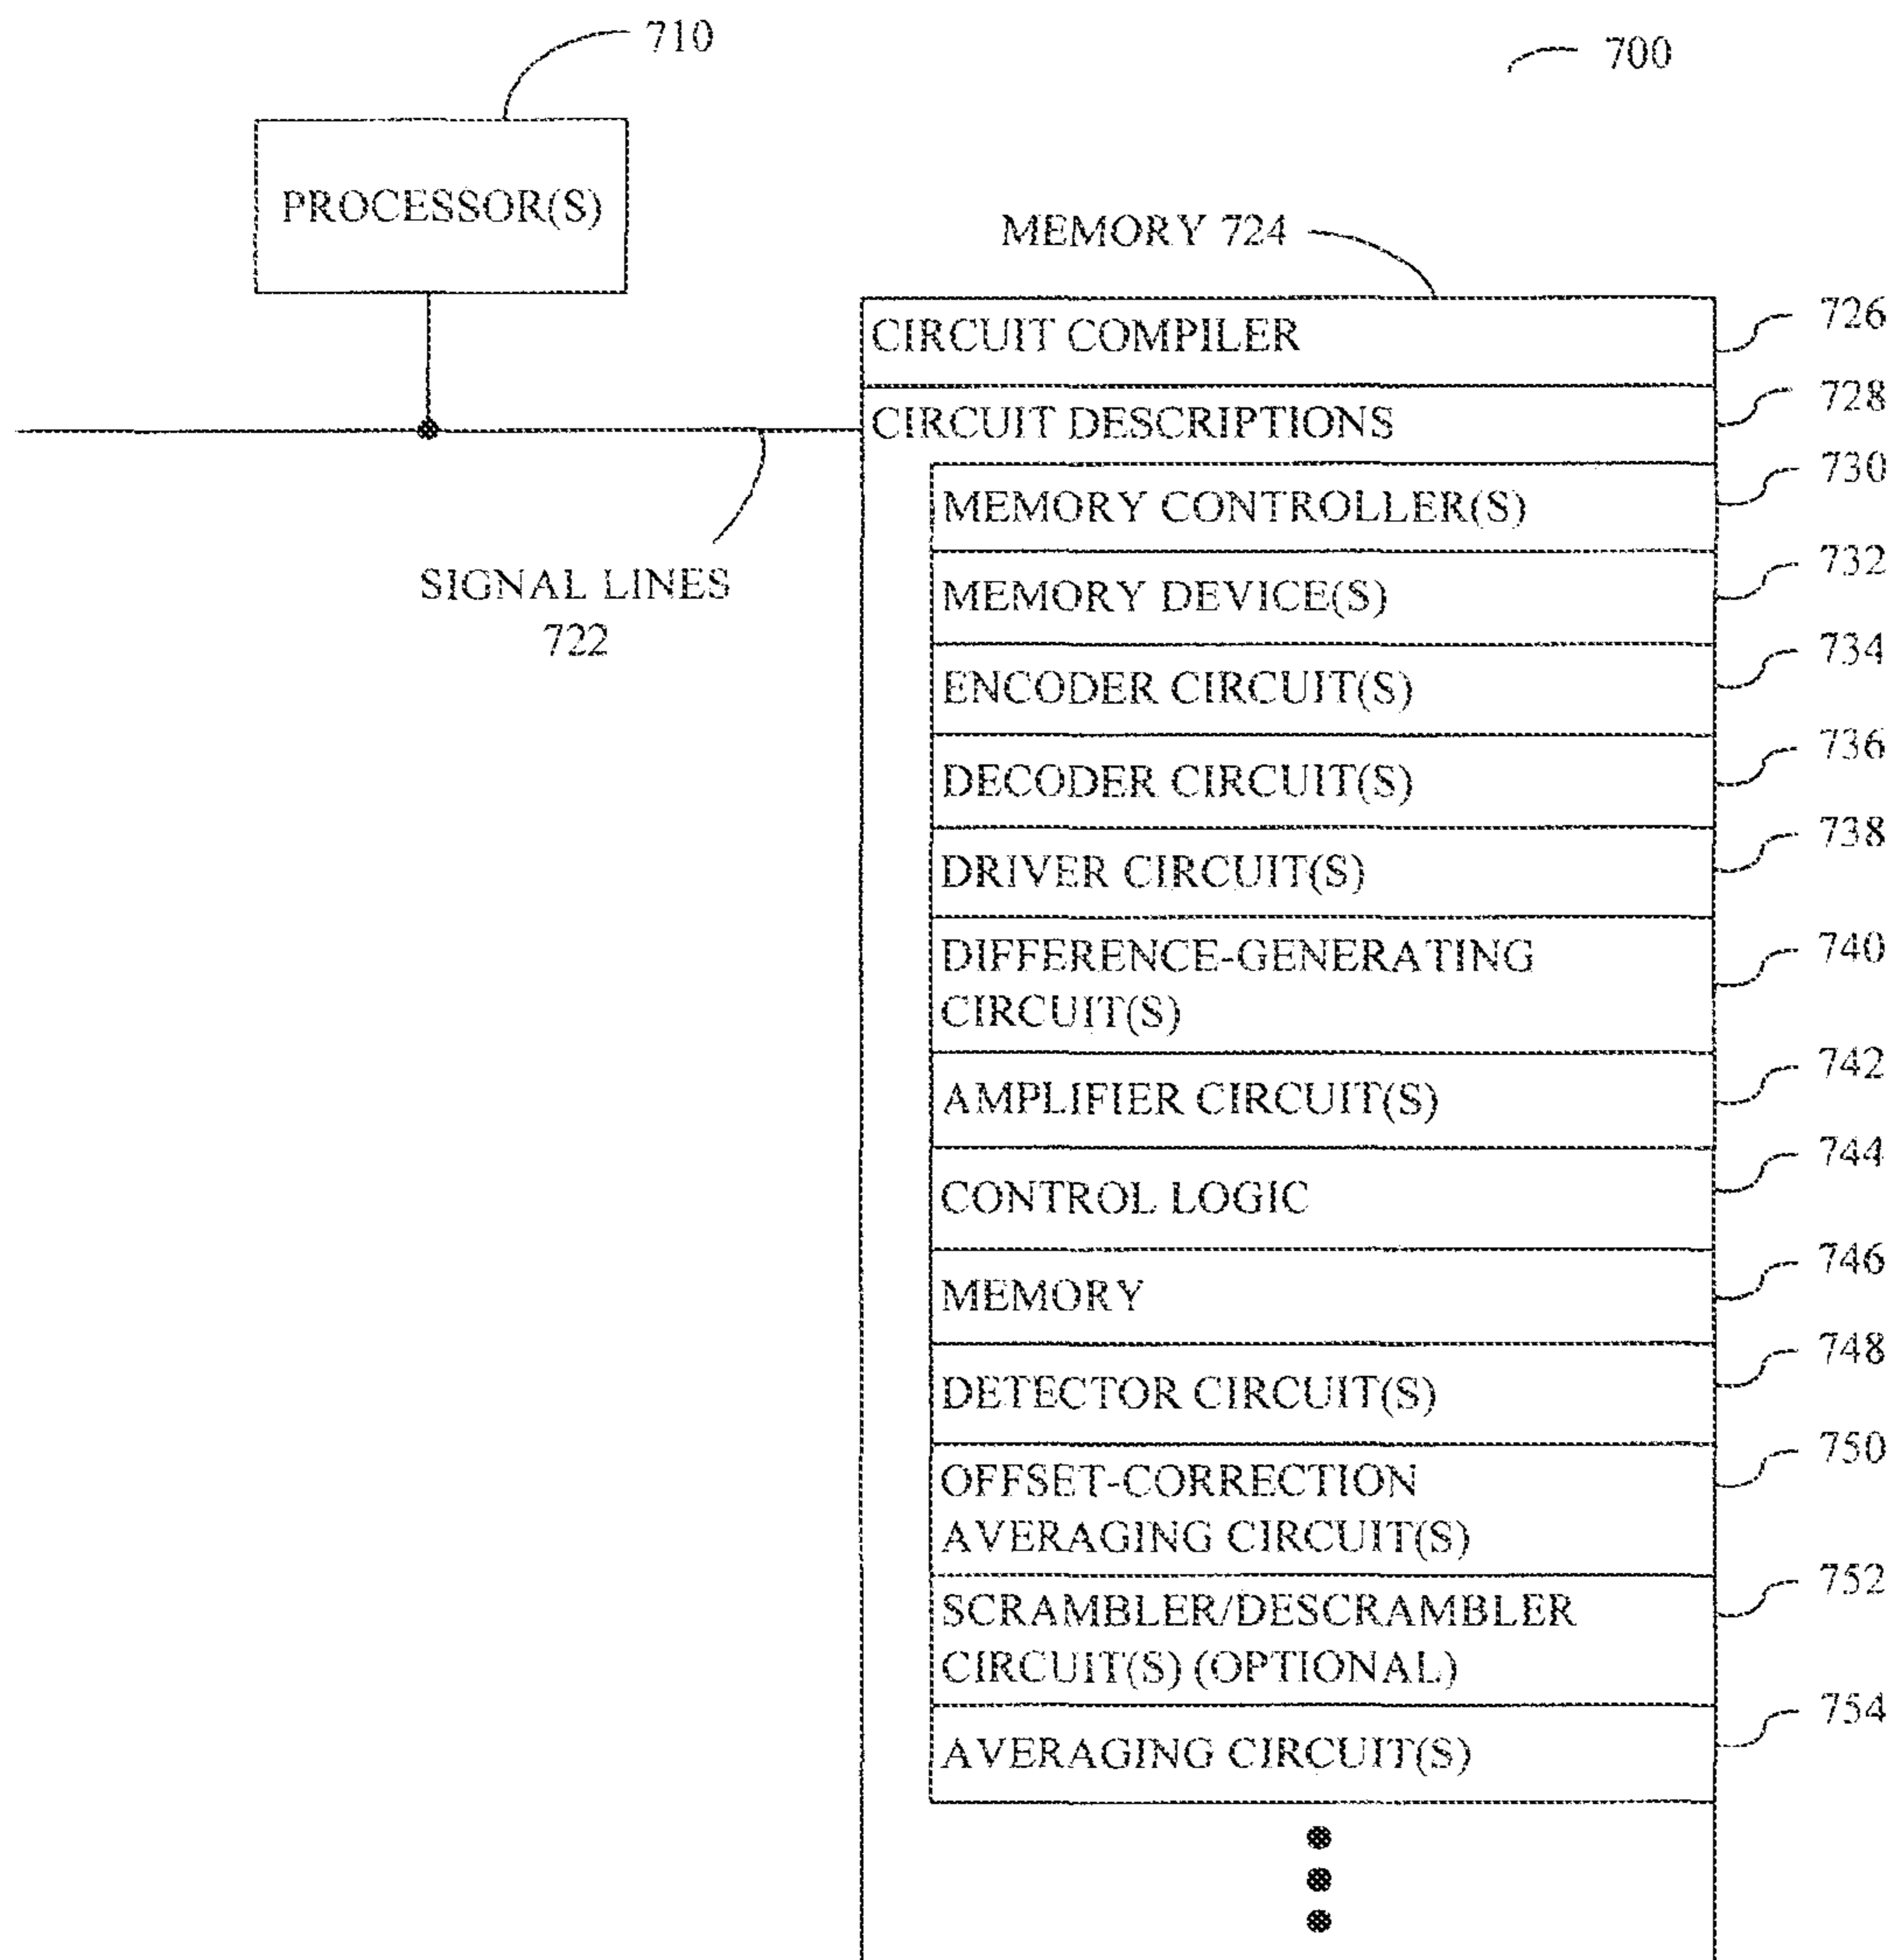 710
700
PROCESSOR(S)
MEMORY 724
CIRCUIT COMPILER
726
CIRCUIT DESCRIPTIONS
728
MEMORY CONTROLLER(S)
730
SIGNAL LINES
722
MEMORY DEVICE(S)
732
ENCODER CIRCUIT(S)
734
DECODER CIRCUIT(S)
736
DRIVER CIRCUIT(S)
738
DIFFERENCE-GENERATING
CIRCUIT(S)
740
AMPLIFIER CIRCUIT(S)
742
CONTROL LOGIC
744
MEMORY
746
DETECTOR CIRCUIT(S)
748
OFFSET-CORRECTION
AVERAGING CIRCUIT(S)
750
SCRAMBLER/DESCRAMBLER
CIRCUIT(S) (OPTIONAL)
752
AVERAGING CIRCUIT(S)
754